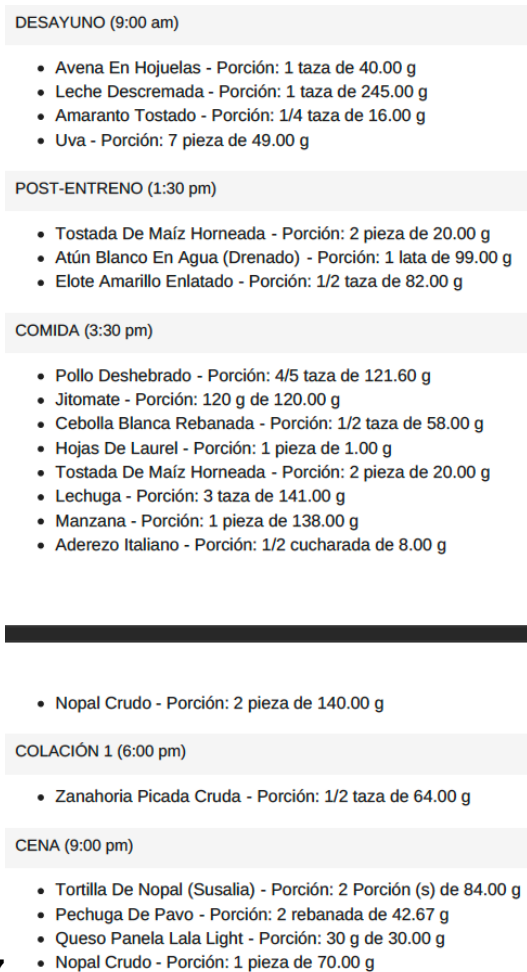 DESAYUNO (9:00 am)
• Avena En Hojuelas - Porción: 1 taza de 40.00 g
• Leche Descremada - Porción: 1 taza de 245.00 g
• Amaranto Tostado - Porción: 1/4 taza de 16.00 g
• Uva - Porción: 7 pieza de 49.00 g
POST-ENTRENO (1:30 pm)
• Tostada De Maíz Horneada - Porción: 2 pieza de 20.00 g
• Atún Blanco En Agua (Drenado) - Porción: 1 lata de 99.00 g
• Elote Amarillo Enlatado - Porción: 1/2 taza de 82.00 g
COMIDA (3:30 pm)
• Pollo Deshebrado - Porción: 4/5 taza de 121.60 g
• Jitomate - Porción: 120 g de 120.00 g
• Cebolla Blanca Rebanada - Porción: 1/2 taza de 58.00 g
• Hojas De Laurel - Porción: 1 pieza de 1.00 g
• Tostada De Maíz Horneada - Porción: 2 pieza de 20.00 g
• Lechuga - Porción: 3 taza de 141.00 g
• Manzana - Porción: 1 pieza de 138.00 g
• Aderezo Italiano - Porción: 1/2 cucharada de 8.00 g
• Nopal Crudo - Porción: 2 pieza de 140.00 g
COLACIÓN 1 (6:00 pm)
• Zanahoria Picada Cruda - Porción: 1/2 taza de 64.00 g
CENA (9:00 pm)
• Tortilla De Nopal (Susalia) - Porción: 2 Porción (s) de 84.00 g
• Pechuga De Pavo - Porción: 2 rebanada de 42.67 g
• Queso Panela Lala Light - Porción: 30 g de 30.00 g
• Nopal Crudo - Porción: 1 pieza de 70.00 g